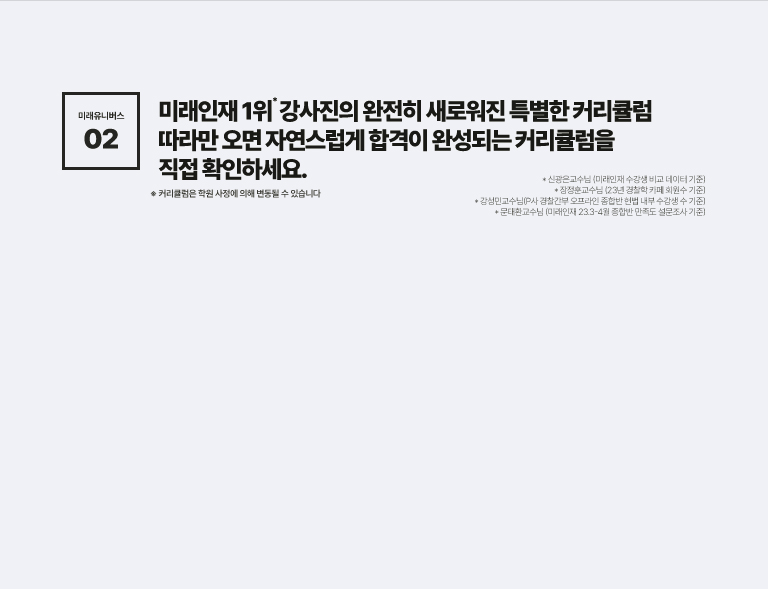 미래유니버스
02
미래인재 1위* 강사진의 완전히 새로워진 특별한 커리큘럼
따라만 오면 자연스럽게 합격이 완성되는 커리큘럼을
직접 확인하세요.
※ 커리큘럼은 학원 사정에 의해 변동될 수 있습니다
* 신광은교수님 (미래인재 수강생 비교 데이터 기준)
* 장정훈교수님 (23년 경찰학 카페 회원수 기준)
* 강성민교수님(P사 경찰간부 오프라인 종합반 헌법 내부 수강생 수 기준)
* 문태환교수님 (미래인재 23.3-4월 종합반 만족도 설문조사 기준)